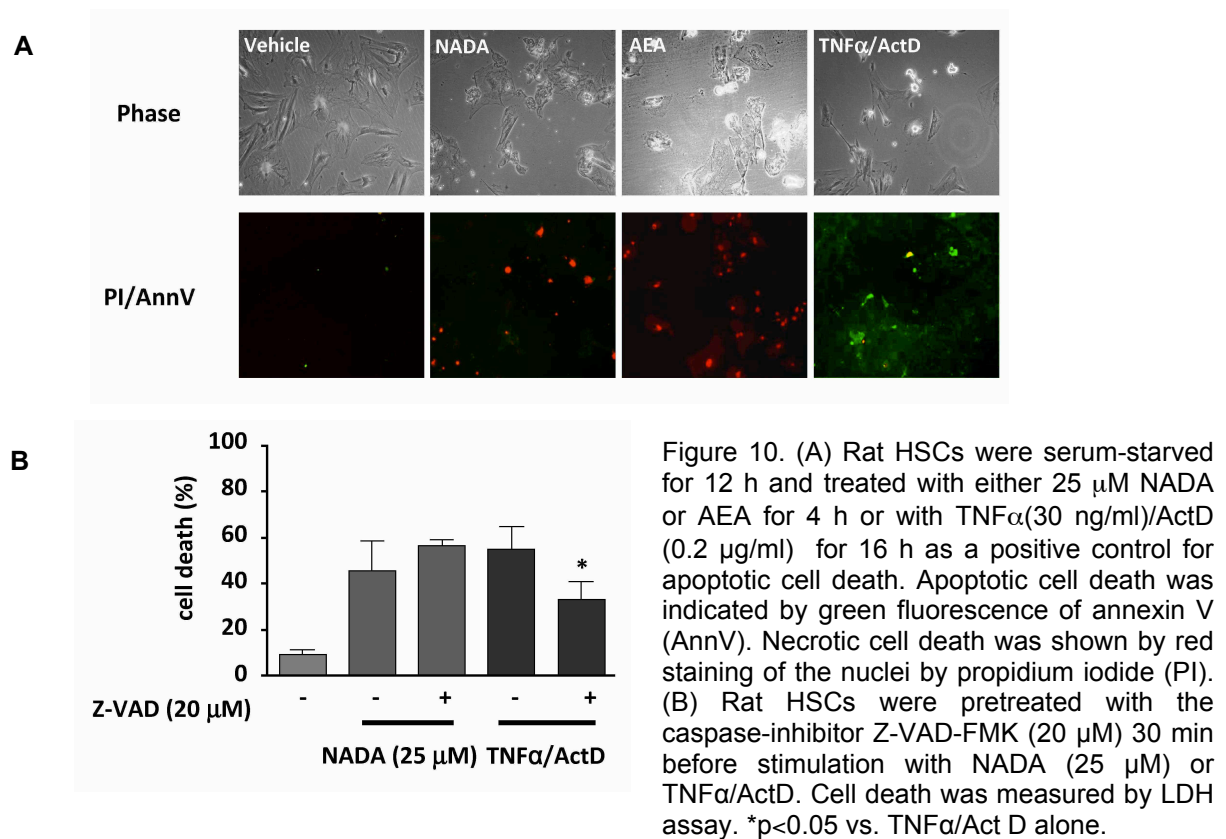 A
Vehicle NADA AEA TNFα/ActD
Phase
PI/AnnV
B
cell death (%)
100
80
60
40
20
0
Z-VAD (20 μM) - - + - +
NADA (25 μM) TNFα/ActD
Figure 10. (A) Rat HSCs were serum-starved
for 12 h and treated with either 25 μM NADA
or AEA for 4 h or with TNFα(30 ng/ml)/ActD
(0.2 μg/ml) for 16 h as a positive control for
apoptotic cell death. Apoptotic cell death was
indicated by green fluorescence of annexin V
(AnnV). Necrotic cell death was shown by red
staining of the nuclei by propidium iodide (PI).
(B) Rat HSCs were pretreated with the
caspase-inhibitor Z-VAD-FMK (20 μM) 30 min
before stimulation with NADA (25 μM) or
TNFα/ActD. Cell death was measured by LDH
assay. *p<0.05 vs. TNFα/Act D alone.
*